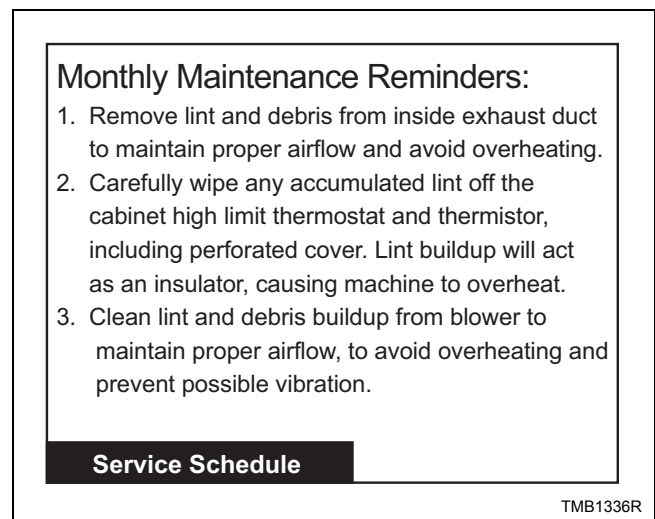 Monthly Maintenance Reminders:
1. Remove lint and debris from inside exhaust duct
to maintain proper airflow and avoid overheating.
2. Carefully wipe any accumulated lint off the
cabinet high limit thermostat and thermistor,
including perforated cover. Lint buildup will act
as an insulator, causing machine to overheat.
3. Clean lint and debris buildup from blower to
maintain proper airflow, to avoid overheating and
prevent possible vibration.
Service Schedule
TMB1336R